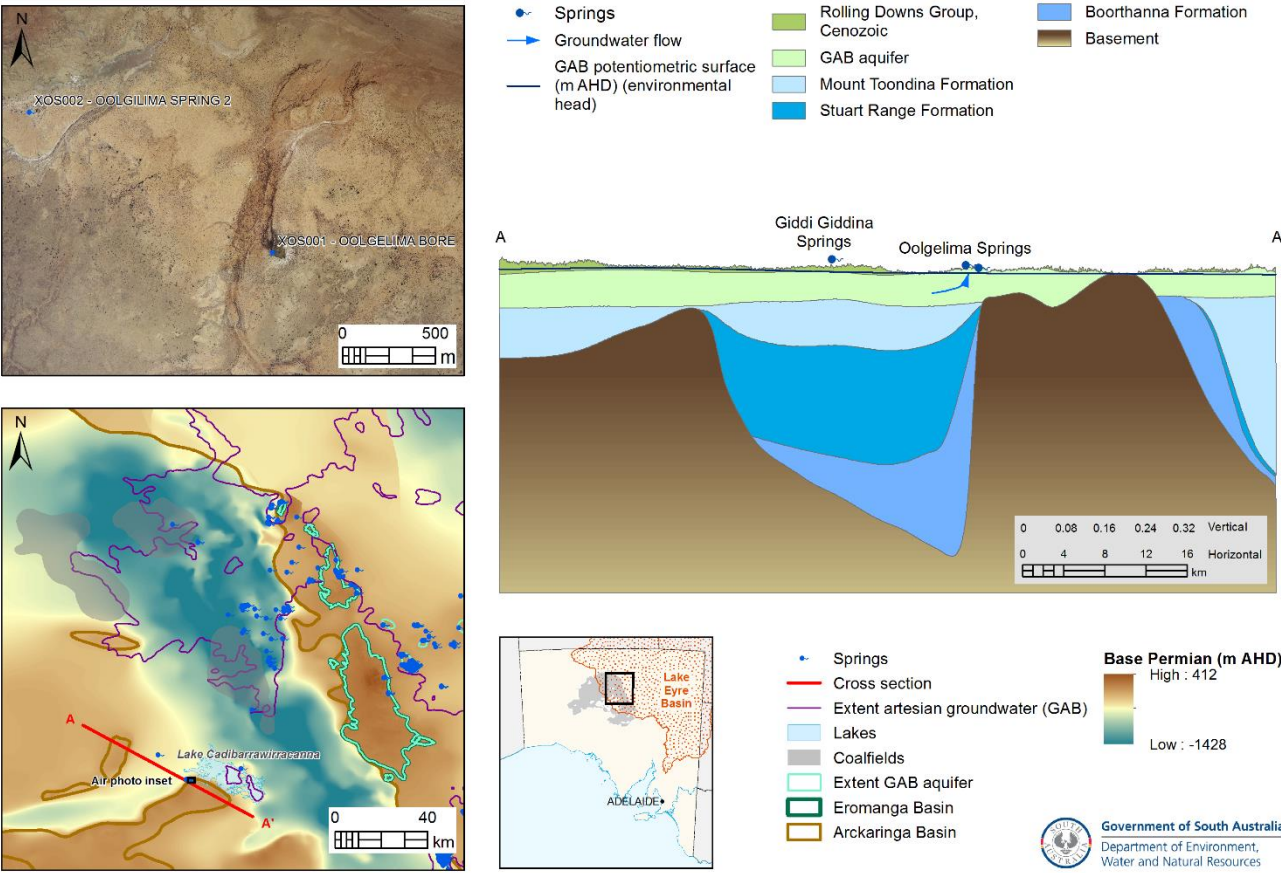 N
XOS002 - OOLGILIMA SPRING 2
XOS001 - OOLGELIMA BORE
0 500
m
Springs
Groundwater flow
GAB potentiometric surface
(m AHD) (environmental
head)
Rolling Downs Group,
Cenozoic
GAB aquifer
Mount Toondina Formation
Stuart Range Formation
Boorthanna Formation
Basement
Giddi Giddina
Springs
Oolgelima Springs
A
A
0 0.08 0.16 0.24 0.32 Vertical
0 4 8 12 16 Horizontal
km
N
A
Lake Cadibarrawirracanna
Air photo inset
A'
0 40
km
Lake
Eyre
Basin
ADELAIDE
Springs
Cross section
Extent artesian groundwater (GAB)
Lakes
Coalfields
Extent GAB aquifer
Eromanga Basin
Arckaringa Basin
Base Permian (m AHD)
High : 412
Low : -1428
SOUTH AUSTRALIA
Government of South Australia
Department of Environment,
Water and Natural Resources